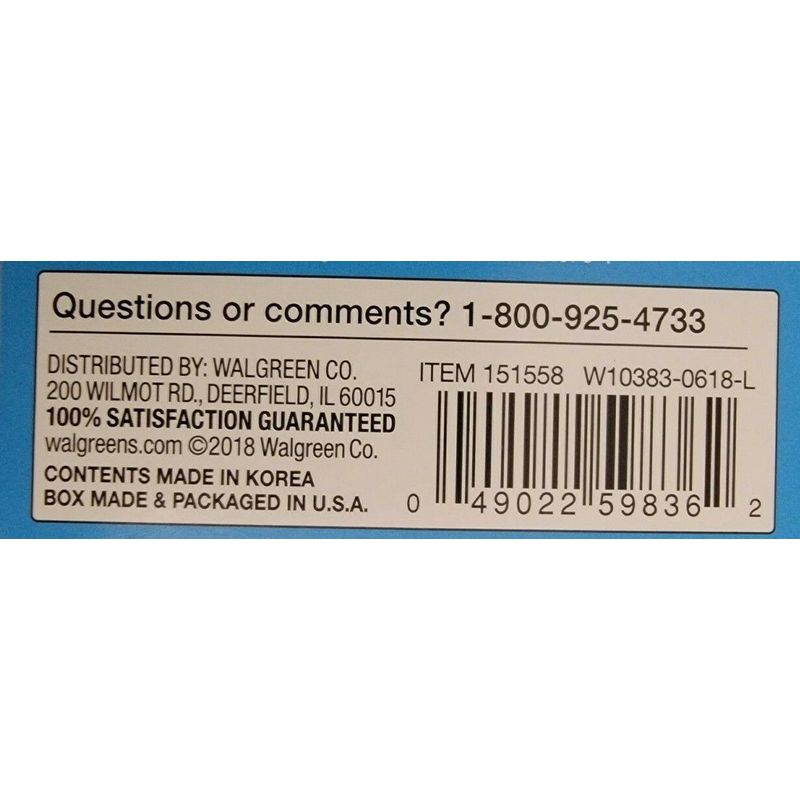 Questions or comments? 1-800-925-4733
DISTRIBUTED BY: WALGREEN CO.
200 WILMOT RD., DEERFIELD, IL 60015
100% SATISFACTION GUARANTEED
walgreens.com ©2018 Walgreen Co.
CONTENTS MADE IN KOREA
BOX MADE & PACKAGED IN U.S.A.
ITEM 151558 W10383-0618-L
0 49022 59836 2